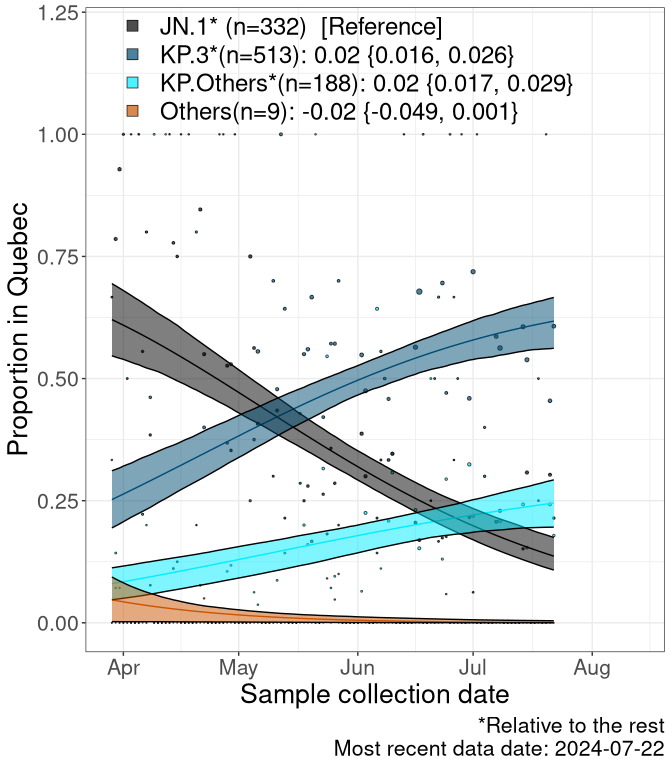 JN.1* (n=332) [Reference]
KP.3*(n=513): 0.02 {0.016, 0.026}
KP.Others*(n=188): 0.02 {0.017, 0.029}
Others(n=9): -0.02 {-0.049, 0.001}
1.25
1.00
0.75
0.50
0.25
0.00
Proportion in Quebec
Apr May Jun Jul Aug
Sample collection date
*Relative to the rest
Most recent data date: 2024-07-22